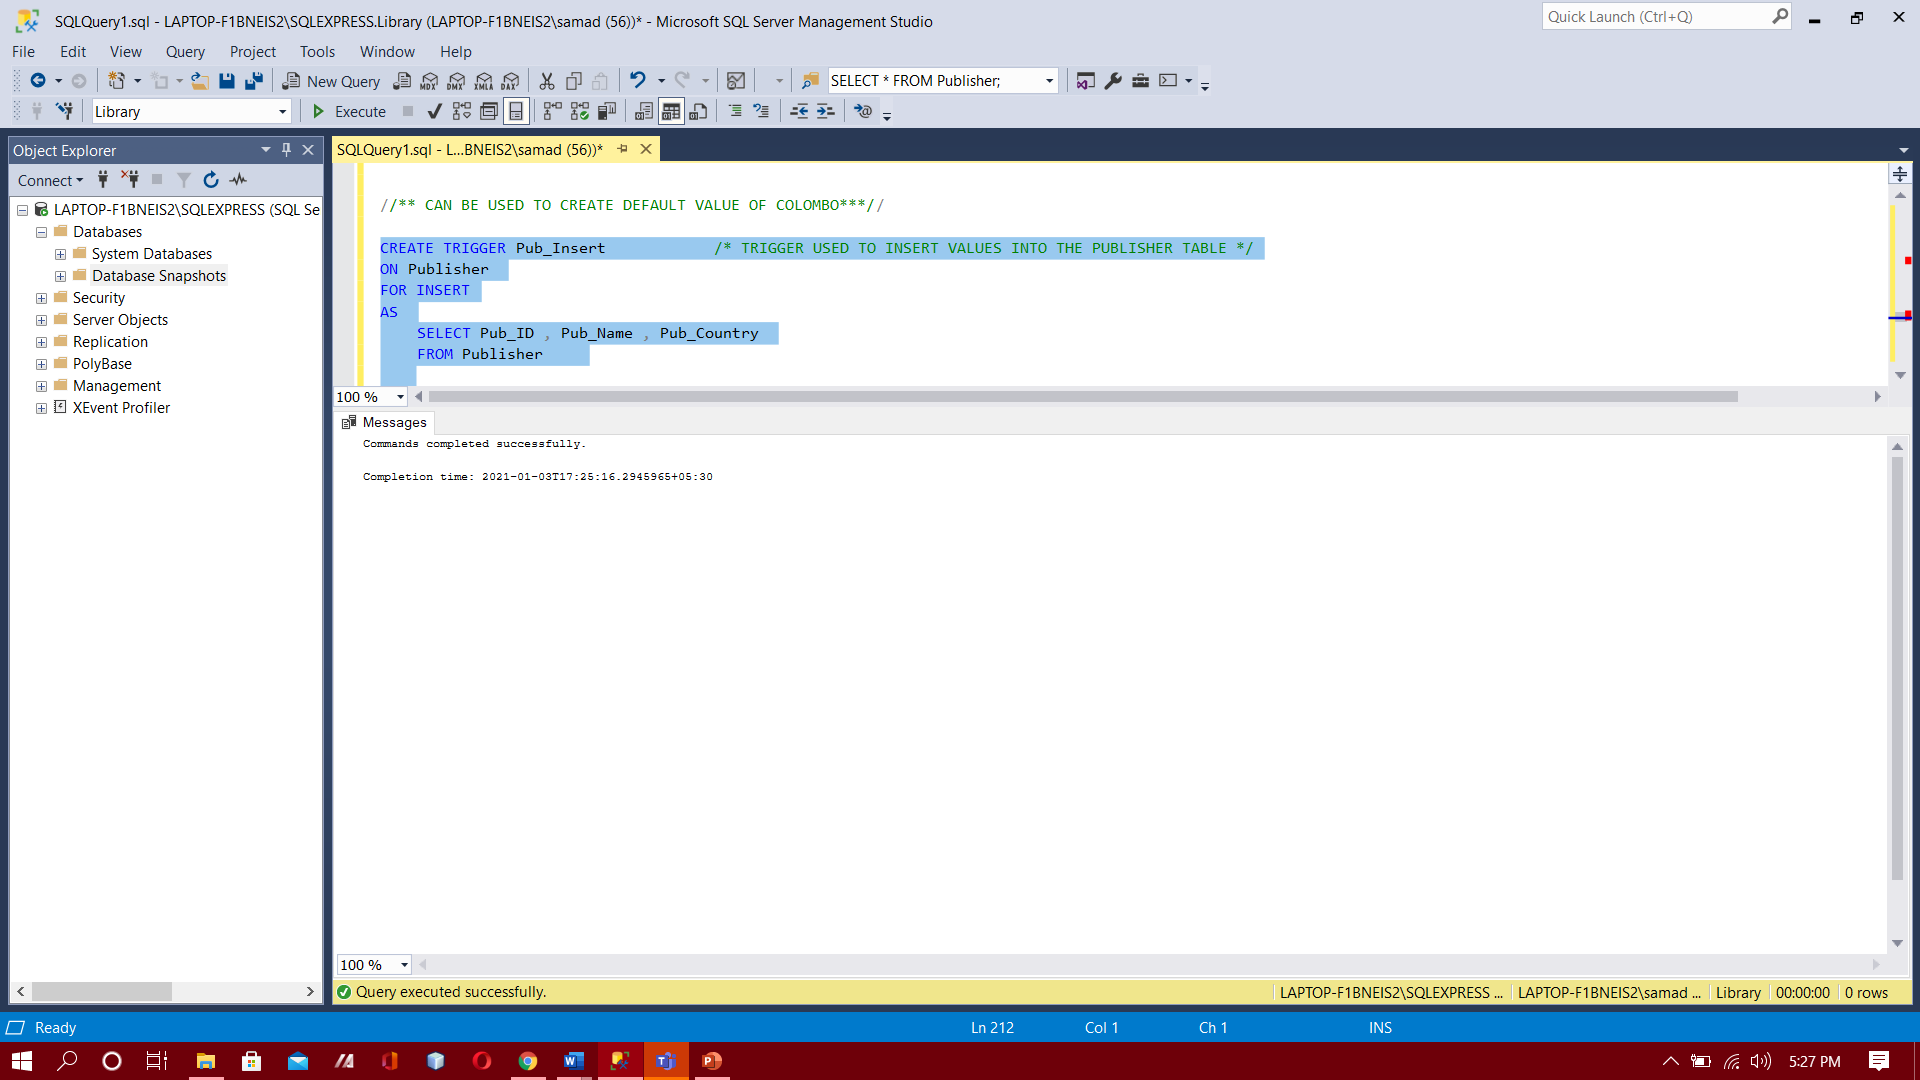 SQLQuery1.sql - LAPTOP-F1BNEIS2\SQLEXPRESS.Library (LAPTOP-F1BNEIS2\samad (56))* - Microsoft SQL Server Management Studio
Quick Launch (Ctrl+Q)
File Edit View Query Project Tools Window Help
New Query MDX DMX XMLA DAX SELECT * FROM Publisher;
Library Execute
Object Explorer
Connect
LAPTOP-F1BNEIS2\SQLEXPRESS (SQL Se
Databases
System Databases
Database Snapshots
Security
Server Objects
Replication
PolyBase
Management
XEvent Profiler
SQLQuery1.sql - L...BNEIS2\samad (56))*
//** CAN BE USED TO CREATE DEFAULT VALUE OF COLOMBO***//
CREATE TRIGGER Pub_Insert /* TRIGGER USED TO INSERT VALUES INTO THE PUBLISHER TABLE */
ON Publisher
FOR INSERT
AS
SELECT Pub_ID , Pub_Name , Pub_Country
FROM Publisher
100 %
Messages
Commands completed successfully.
Completion time: 2021-01-03T17:25:16.2945965+05:30
100 %
Query executed successfully.
LAPTOP-F1BNEIS2\SQLEXPRESS ... LAPTOP-F1BNEIS2\samad ... Library 00:00:00 0 rows
Ready Ln 212 Col 1 Ch 1 INS
5:27 PM